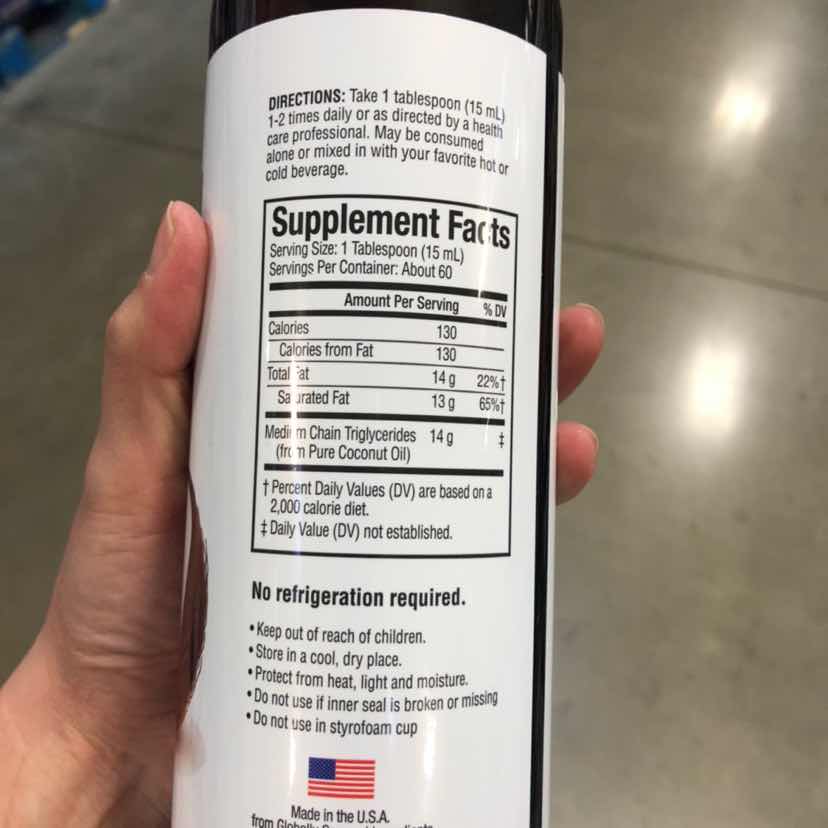 DIRECTIONS: Take 1 tablespoon (15 mL)
1-2 times daily or as directed by a health
care professional. May be consumed
alone or mixed in with your favorite hot or
cold beverage.
Supplement Facts
Serving Size: 1 Tablespoon (15 mL)
Servings Per Container: About 60
Amount Per Serving % DV
Calories 130
Calories from Fat 130
Total Fat 14 g 22%†
Saturated Fat 13 g 65%†
Medium Chain Triglycerides 14 g ‡
(from Pure Coconut Oil)
† Percent Daily Values (DV) are based on a
2,000 calorie diet.
‡ Daily Value (DV) not established.
No refrigeration required.
• Keep out of reach of children.
• Store in a cool, dry place.
• Protect from heat, light and moisture.
• Do not use if inner seal is broken or missing
• Do not use in styrofoam cup
Made in the U.S.A.
from Globally